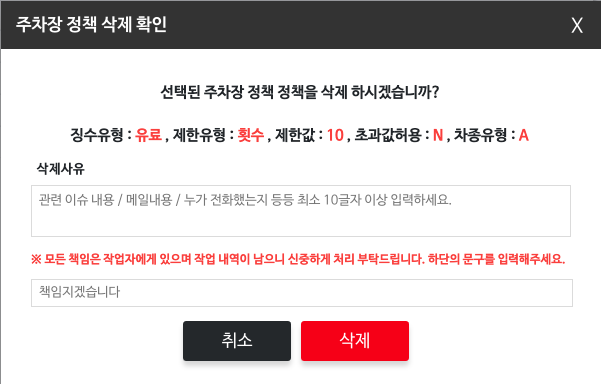 주차장 정책 삭제 확인 X
선택된 주차장 정책 정책을 삭제 하시겠습니까?
징수유형 : 유료 , 제한유형 : 횟수 , 제한값 : 10 , 초과값허용 : N , 차종유형 : A
삭제사유
관련 이슈 내용 / 메일내용 / 누가 전화했는지 등등 최소 10글자 이상 입력하세요.
※ 모든 책임은 작업자에게 있으며 작업 내역이 남으니 신중하게 처리 부탁드립니다. 하단의 문구를 입력해주세요.
책임지겠습니다
취소 삭제